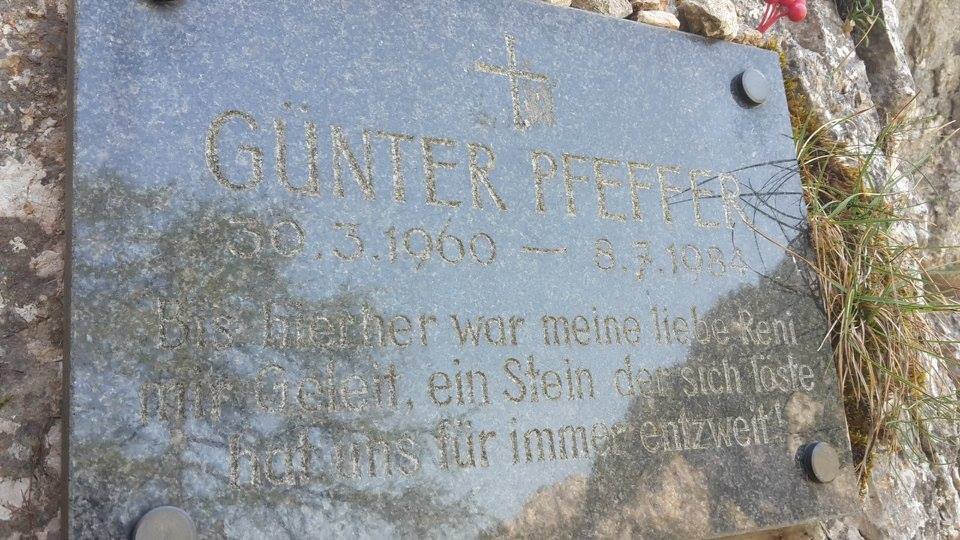 GÜNTER PFEFFER
30.3.1960 — 8.7.1984
Bis hierher war meine liebe Reni
mir Geleit, ein Stein der sich löste
hat uns für immer entzweit!